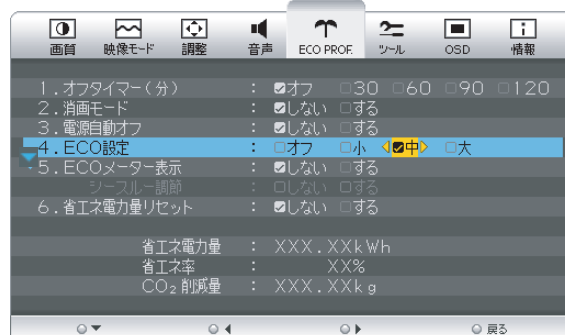 画質 映像モード 調整 音声 ECO PROF. ツール OSD 情報
1.オフタイマー(分) : オフ 30 60 90 120
2.消画モード : しない する
3.電源自動オフ : しない する
4.ECO設定 : オフ 小 中 大
5.ECOメーター表示 : しない する
シースルー調節 : しない する
6.省エネ電力量リセット : しない する
省エネ電力量 : XXX.XXkWh
省エネ率 : XX%
CO₂削減量 : XXX.XXkg
戻る